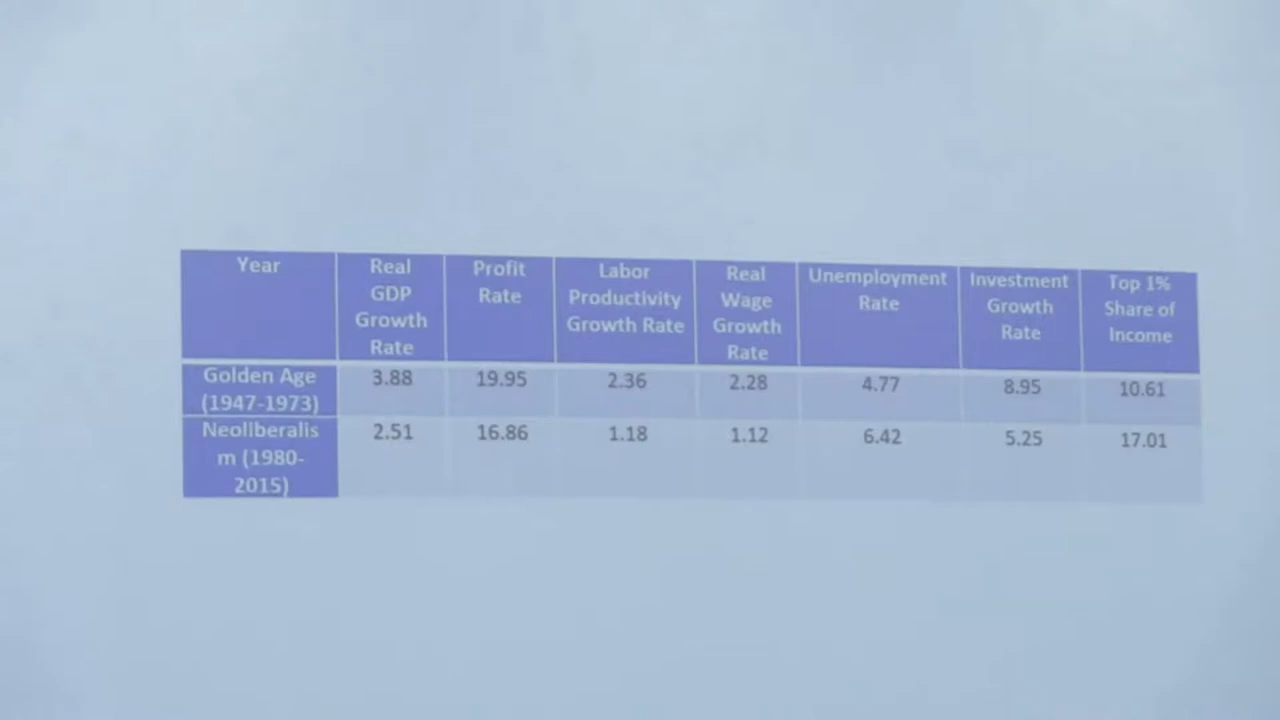 Year
Real
GDP
Growth
Rate
Profit
Rate
Labor
Productivity
Growth Rate
Real
Wage
Growth
Rate
Unemployment
Rate
Investment
Growth
Rate
Top 1%
Share of
Income
Golden Age
(1947-1973)
3.88
19.95
2.36
2.28
4.77
8.95
10.61
Neoliberalis
m (1980-
2015)
2.51
16.86
1.18
1.12
6.42
5.25
17.01